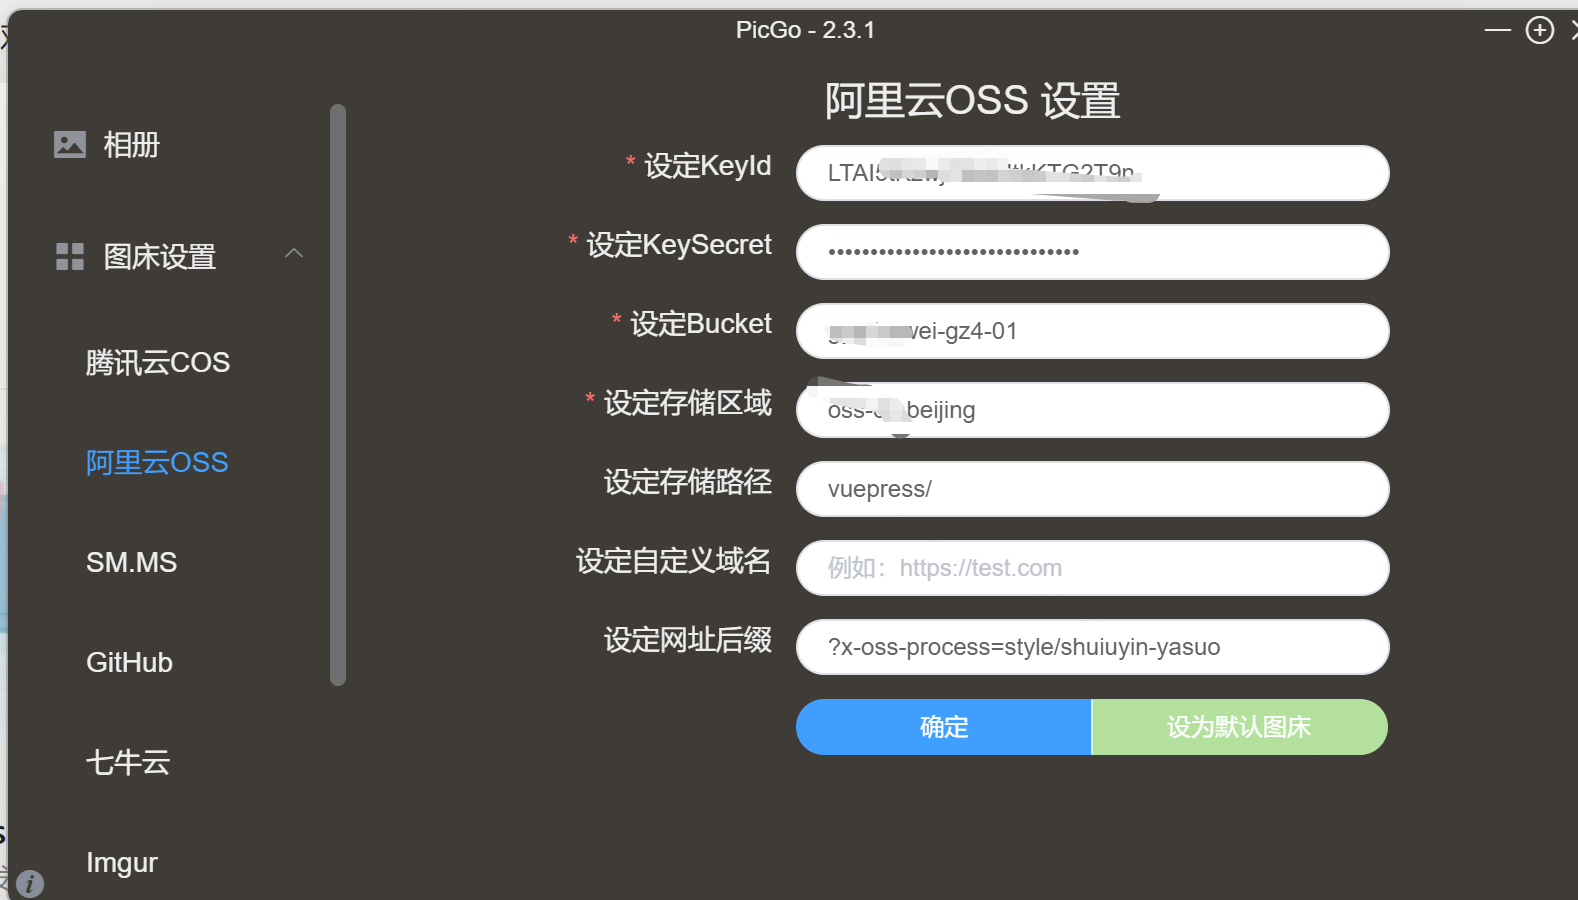 PicGo - 2.3.1
相册
图床设置
腾讯云COS
阿里云OSS
SM.MS
GitHub
七牛云
Imgur
阿里云OSS 设置
* 设定KeyId
* 设定KeySecret
* 设定Bucket
wei-gz4-01
* 设定存储区域
oss- beijing
设定存储路径
vuepress/
设定自定义域名
例如：https://test.com
设定网址后缀
?x-oss-process=style/shuiuyin-yasuo
确定
设为默认图床